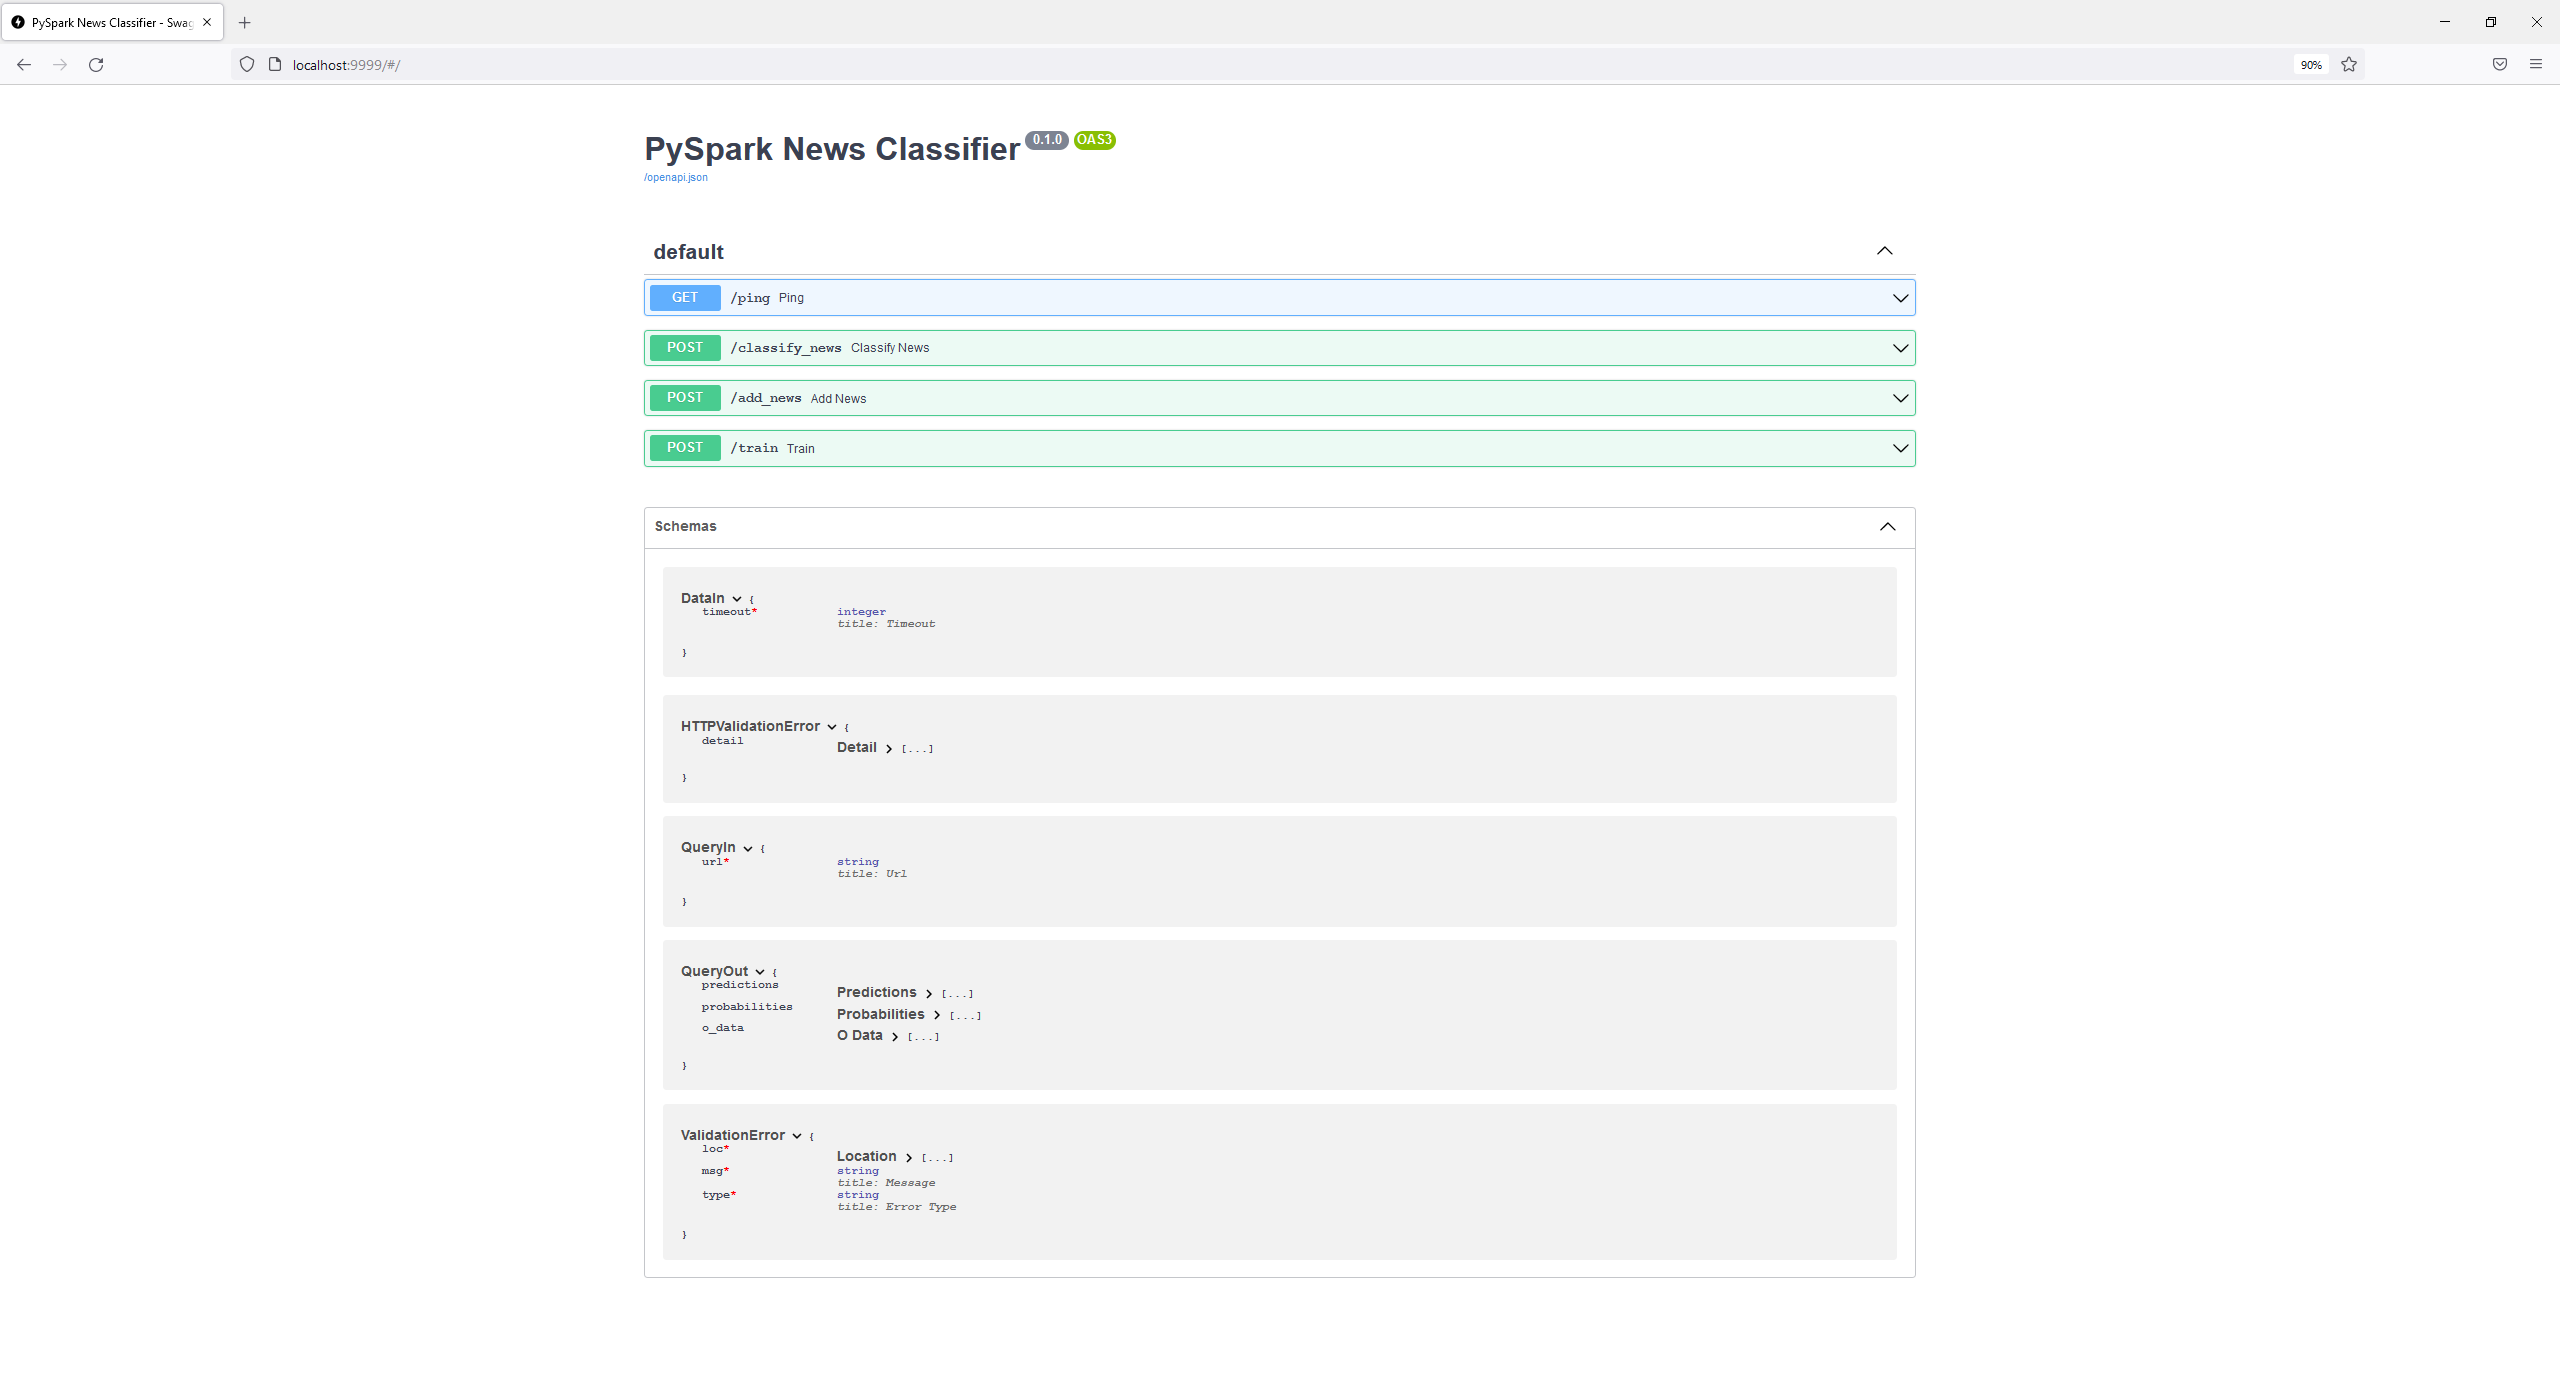 PySpark News Classifier - Swag
localhost:9999/#/
90%
PySpark News Classifier 0.1.0 OAS3
/openapi.json
default
GET /ping Ping
POST /classify_news Classify News
POST /add_news Add News
POST /train Train
Schemas
DataIn {
timeout* integer
title: Timeout
}
HTTPValidationError {
detail Detail [...]
}
QueryIn {
url* string
title: Url
}
QueryOut {
predictions Predictions [...]
probabilities Probabilities [...]
o_data O Data [...]
}
ValidationError {
loc* Location [...]
msg* string
title: Message
type* string
title: Error Type
}